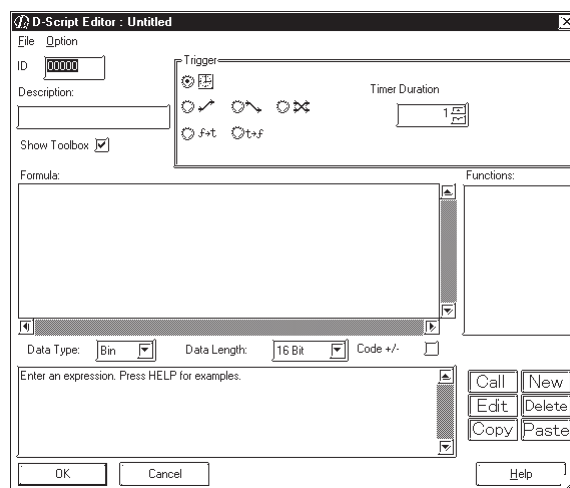 D-Script Editor : Untitled
File Option
ID 00000
Trigger
Description:
Timer Duration
1
f→t t→f
Show Toolbox
Formula:
Functions:
Data Type: Bin Data Length: 16 Bit Code +/-
Enter an expression. Press HELP for examples.
Call New
Edit Delete
Copy Paste
OK Cancel Help